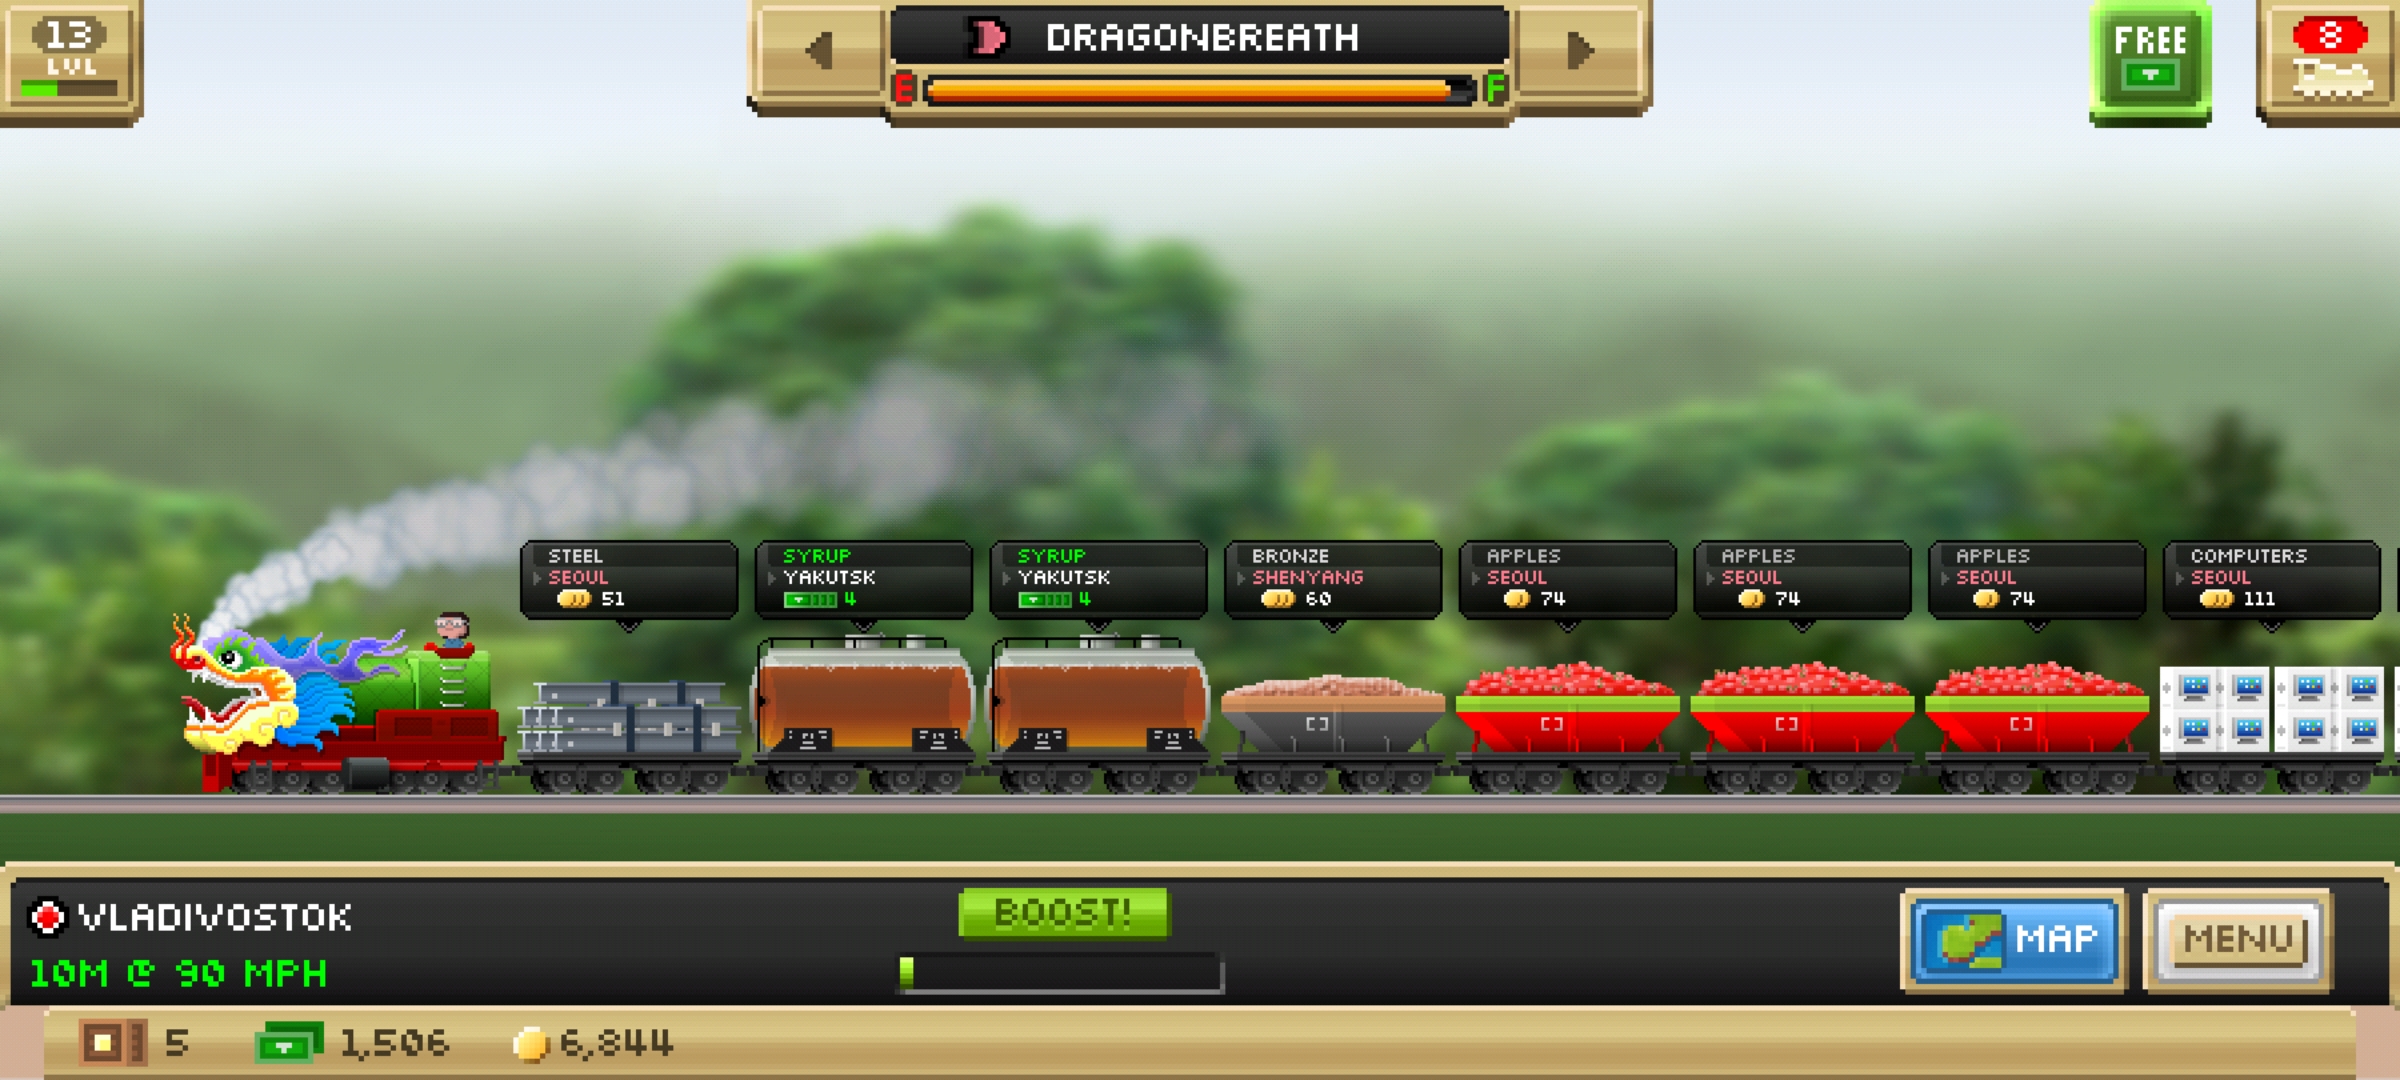 13
LVL
DRAGONBREATH
E
F
FREE
8
STEEL
SEOUL
51
SYRUP
YAKUTSK
4
SYRUP
YAKUTSK
4
BRONZE
SHENYANG
60
APPLES
SEOUL
74
APPLES
SEOUL
74
APPLES
SEOUL
74
COMPUTERS
SEOUL
111
VLADIVOSTOK
10M @ 90 MPH
BOOST!
MAP
MENU
5
1,506
6,844